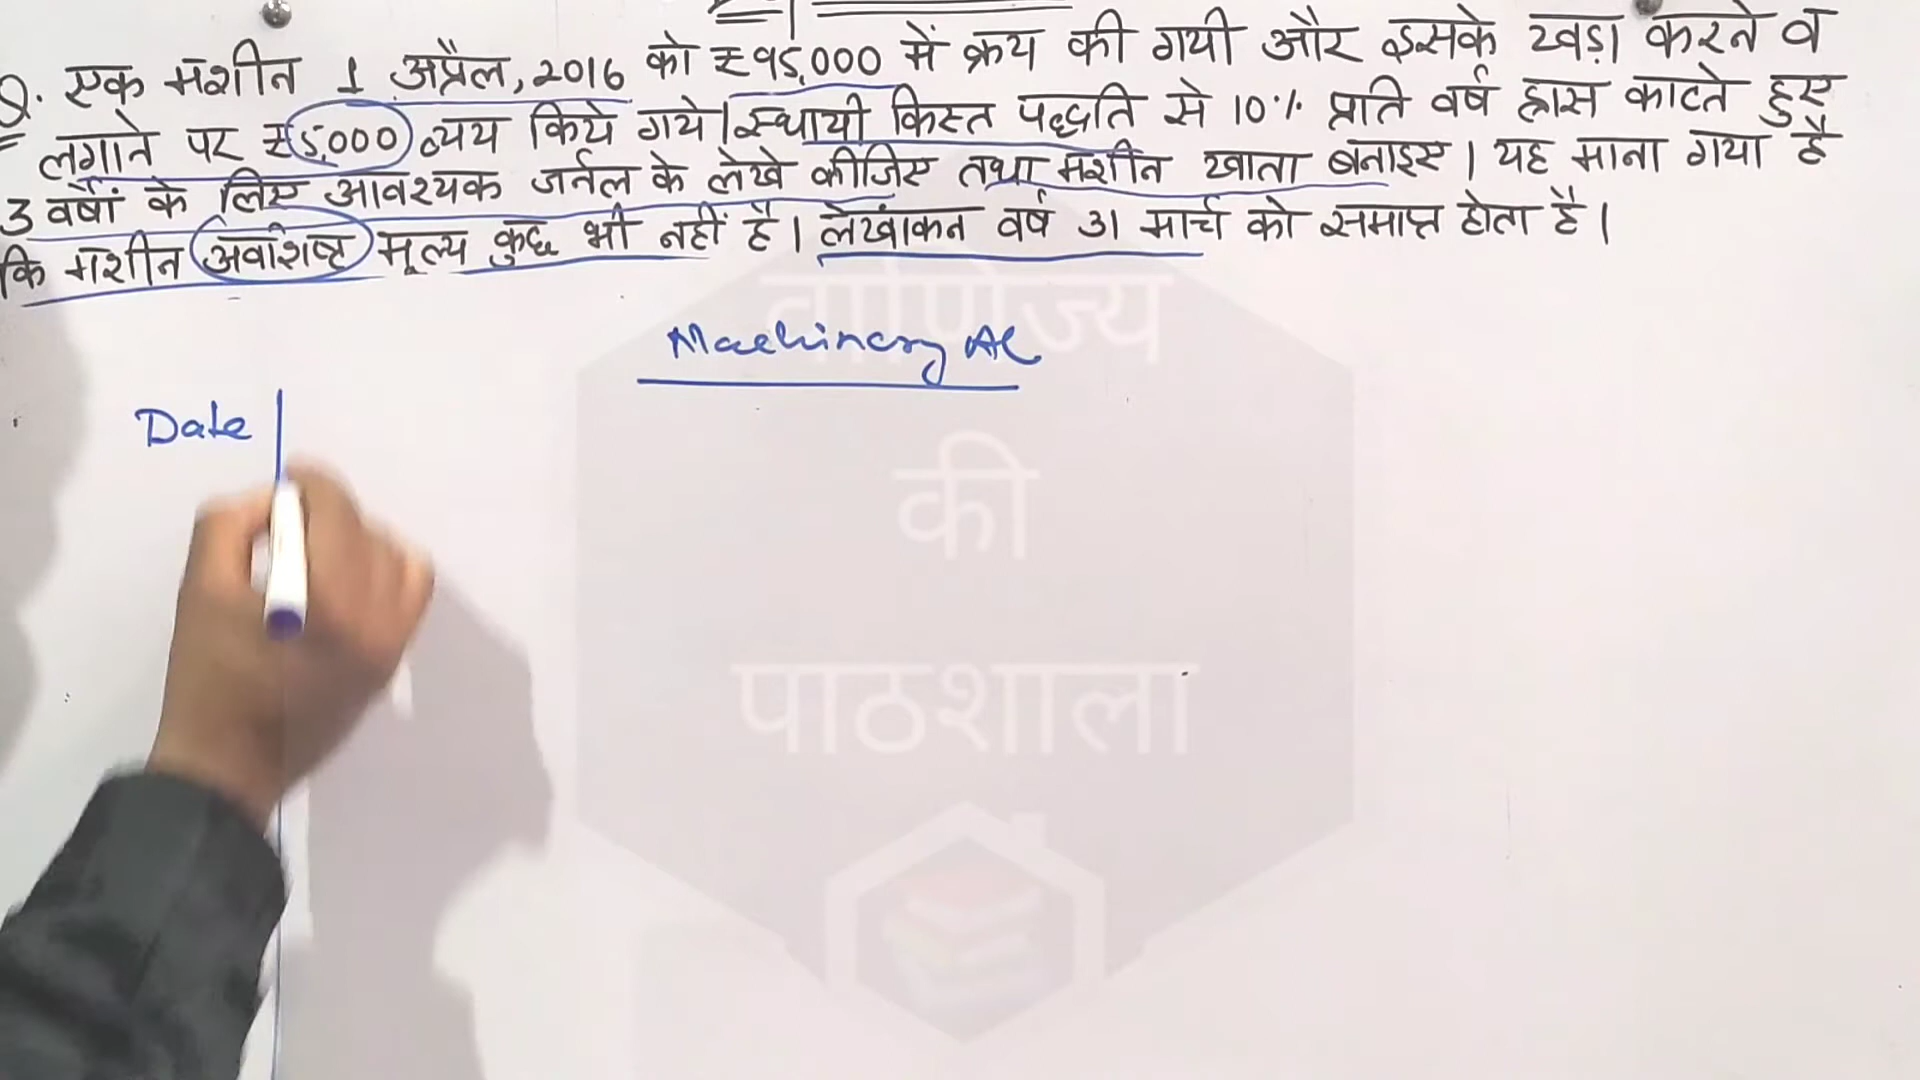 Q. एक मशीन 1 अप्रैल, 2016 को ₹95,000 में क्रय की गयी और इसके खड़ा करने व
लगाने पर ₹5,000 व्यय किये गये। स्थायी किस्त पद्धति से 10% प्रति वर्ष ह्रास काटते हुए
3 वर्षों के लिए आवश्यक जर्नल के लेखे कीजिए तथा मशीन खाता बनाइए। यह माना गया है
कि मशीन अवशिष्ट मूल्य कुछ भी नहीं है। लेखांकन वर्ष 31 मार्च को समाप्त होता है।
Machinery A/c
Date
वाणिज्य
की
पाठशाला